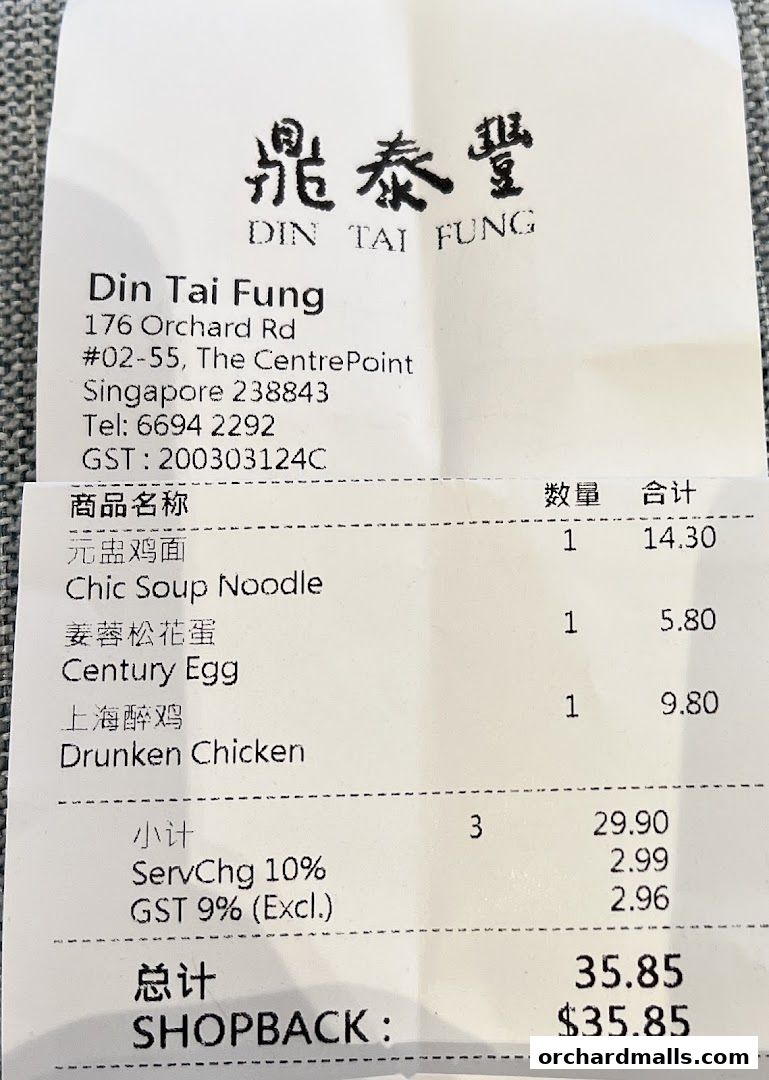 鼎泰豐
DIN TAI FUNG
Din Tai Fung
176 Orchard Rd
#02-55, The CentrePoint
Singapore 238843
Tel: 6694 2292
GST : 200303124C
商品名称 数量 合计
元盅鸡面 1 14.30
Chic Soup Noodle
姜蓉松花蛋 1 5.80
Century Egg
上海醉鸡 1 9.80
Drunken Chicken
小计 3 29.90
ServChg 10% 2.99
GST 9% (Excl.) 2.96
总计 35.85
SHOPBACK : $35.85
orchardmalls.com